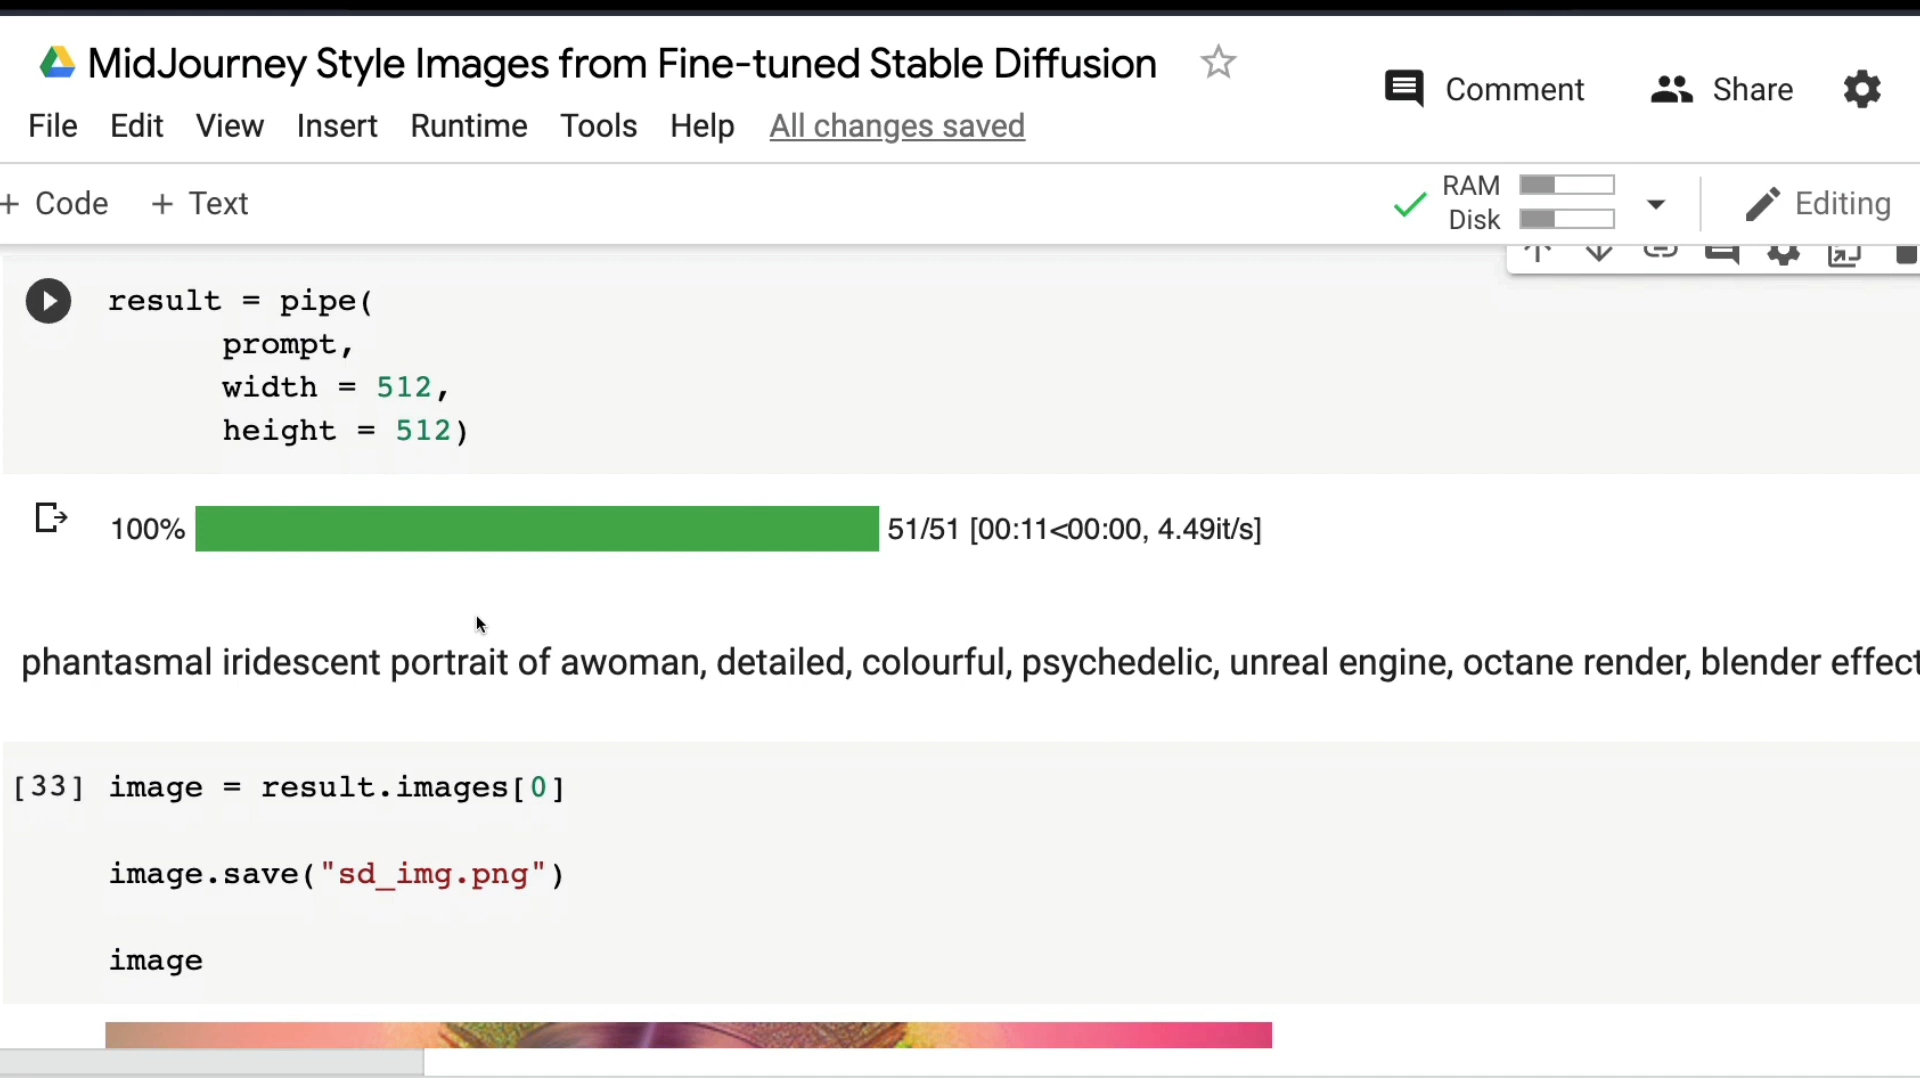 MidJourney Style Images from Fine-tuned Stable Diffusion
Comment
Share
File Edit View Insert Runtime Tools Help All changes saved
+ Code + Text
RAM
Disk
Editing
result = pipe(
prompt,
width = 512,
height = 512)
100% 51/51 [00:11<00:00, 4.49it/s]
phantasmal iridescent portrait of awoman, detailed, colourful, psychedelic, unreal engine, octane render, blender effect
[33] image = result.images[0]
image.save("sd_img.png")
image